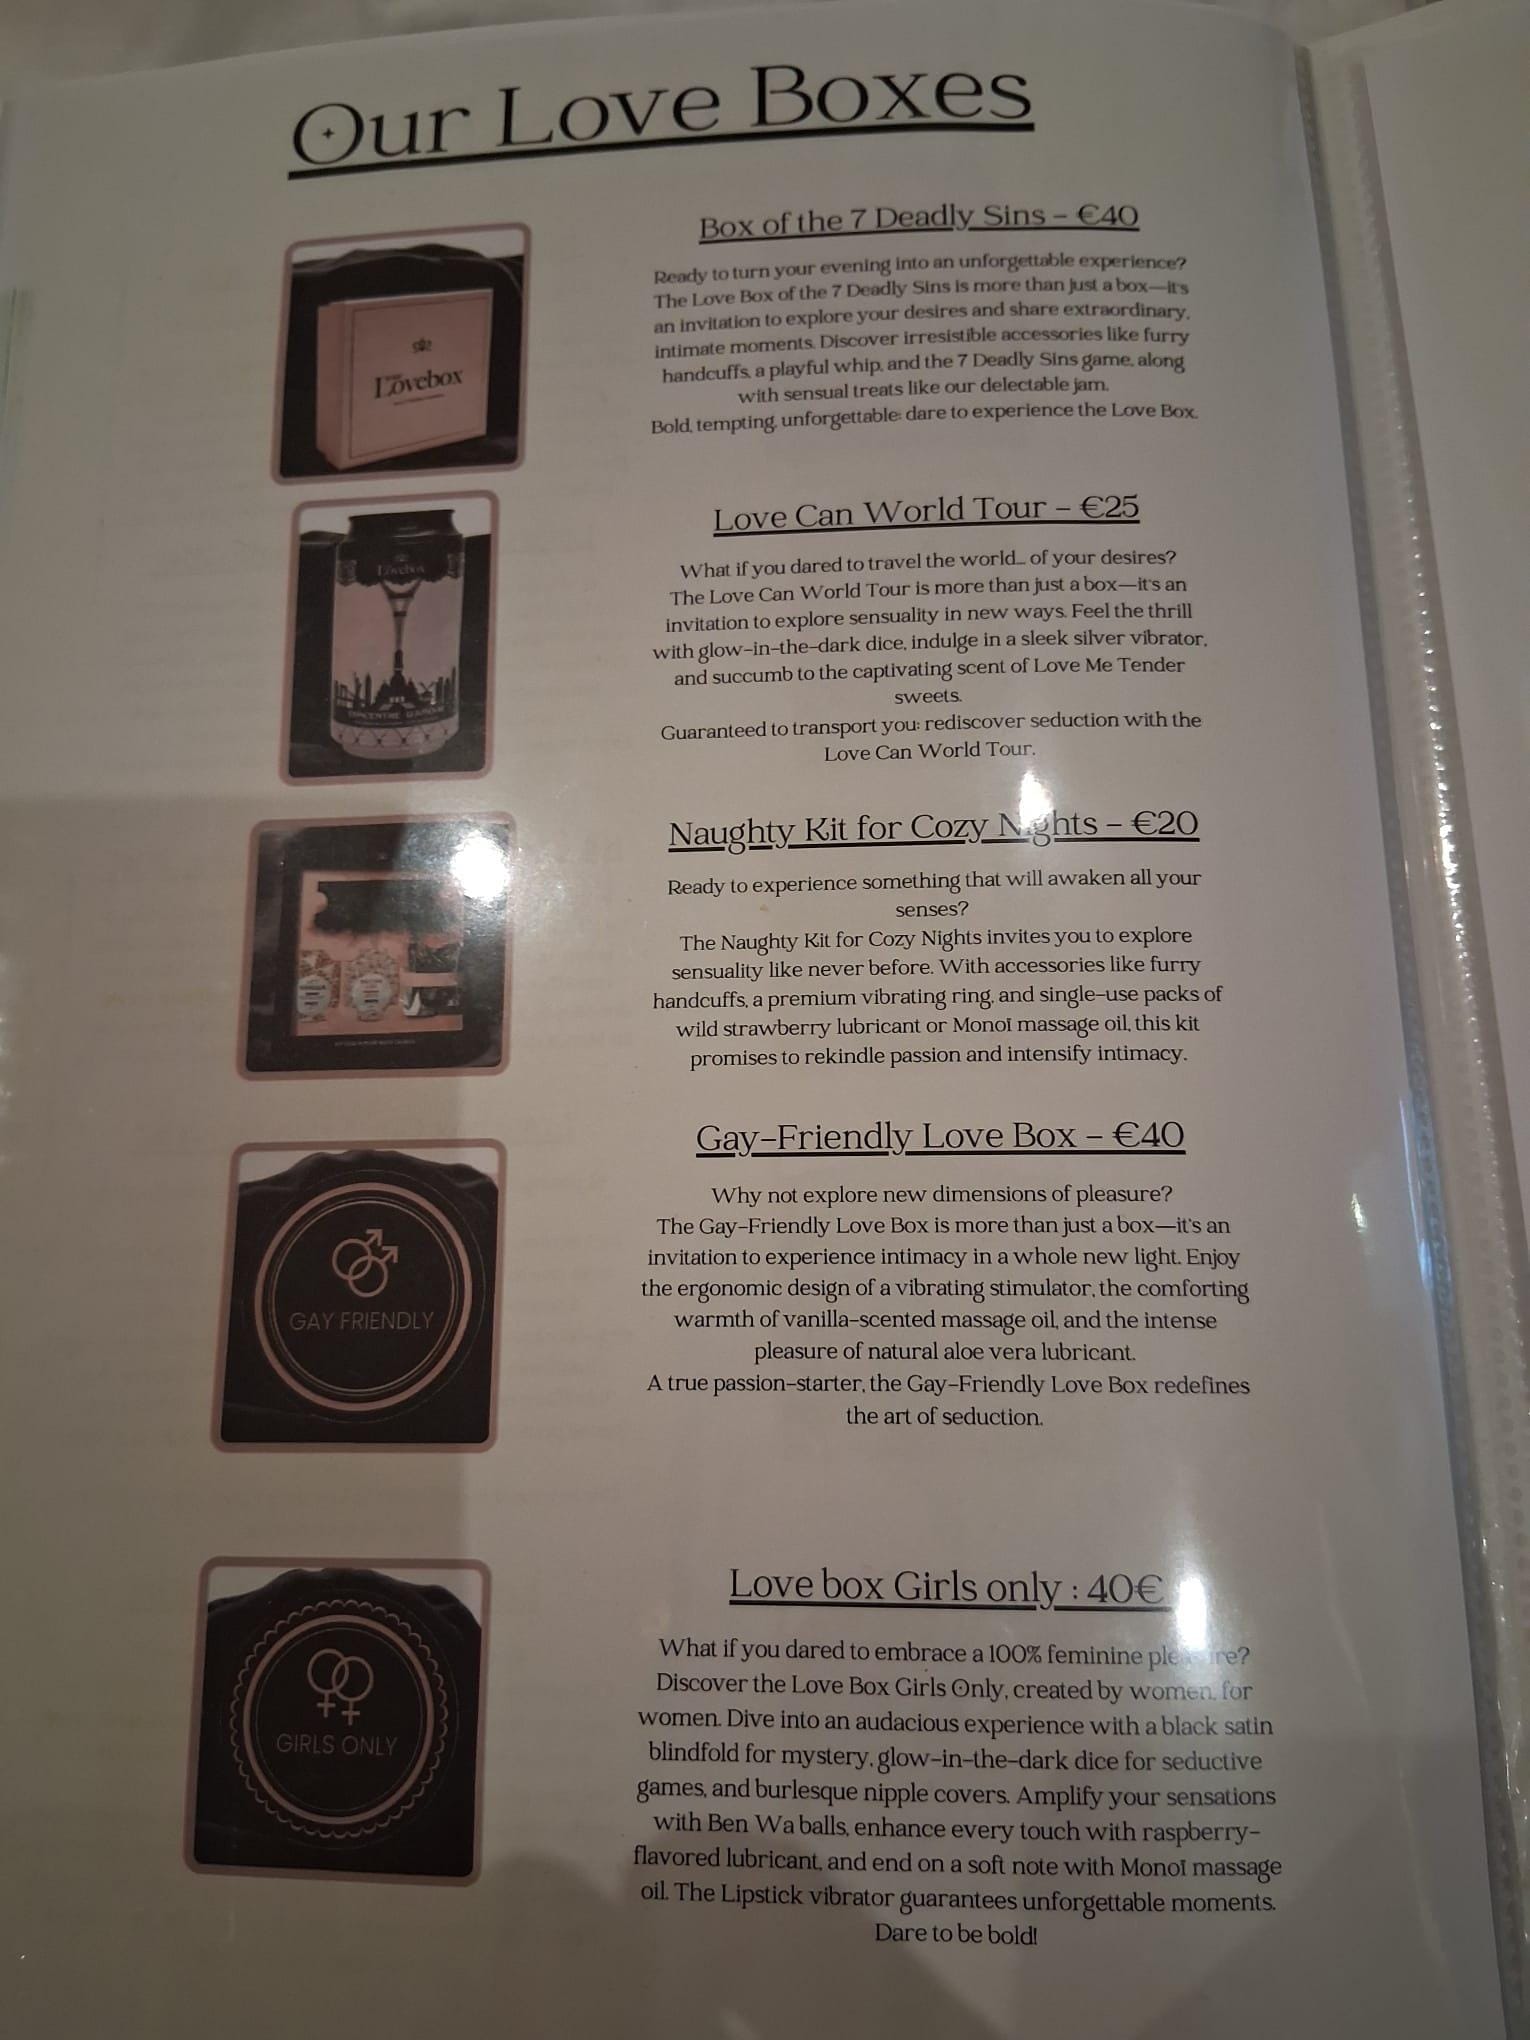 Our Love Boxes
Box of the 7 Deadly Sins – €40
Ready to turn your evening into an unforgettable experience?
The Love Box of the 7 Deadly Sins is more than just a box—it's
an invitation to explore your desires and share extraordinary,
intimate moments. Discover irresistible accessories like furry
handcuffs, a playful whip, and the 7 Deadly Sins game, along
with sensual treats like our delectable jam.
Bold, tempting, unforgettable: dare to experience the Love Box.
Lovebox
Love Can World Tour – €25
What if you dared to travel the world... of your desires?
The Love Can World Tour is more than just a box—it's an
invitation to explore sensuality in new ways. Feel the thrill
with glow-in-the-dark dice, indulge in a sleek silver vibrator,
and succumb to the captivating scent of Love Me Tender
sweets.
Guaranteed to transport you: rediscover seduction with the
Love Can World Tour.
Lovebox
Naughty Kit for Cozy Nights – €20
Ready to experience something that will awaken all your
senses?
The Naughty Kit for Cozy Nights invites you to explore
sensuality like never before. With accessories like furry
handcuffs, a premium vibrating ring, and single-use packs of
wild strawberry lubricant or Monoï massage oil, this kit
promises to rekindle passion and intensify intimacy.
Gay-Friendly Love Box – €40
Why not explore new dimensions of pleasure?
The Gay-Friendly Love Box is more than just a box—it's an
invitation to experience intimacy in a whole new light. Enjoy
the ergonomic design of a vibrating stimulator, the comforting
warmth of vanilla-scented massage oil, and the intense
pleasure of natural aloe vera lubricant.
A true passion-starter, the Gay-Friendly Love Box redefines
the art of seduction.
GAY FRIENDLY
Love box Girls only : 40€
What if you dared to embrace a 100% feminine pleasure?
Discover the Love Box Girls Only, created by women, for
women. Dive into an audacious experience with a black satin
blindfold for mystery, glow-in-the-dark dice for seductive
games, and burlesque nipple covers. Amplify your sensations
with Ben Wa balls, enhance every touch with raspberry-
flavored lubricant, and end on a soft note with Monoï massage
oil. The Lipstick vibrator guarantees unforgettable moments.
Dare to be bold!
GIRLS ONLY